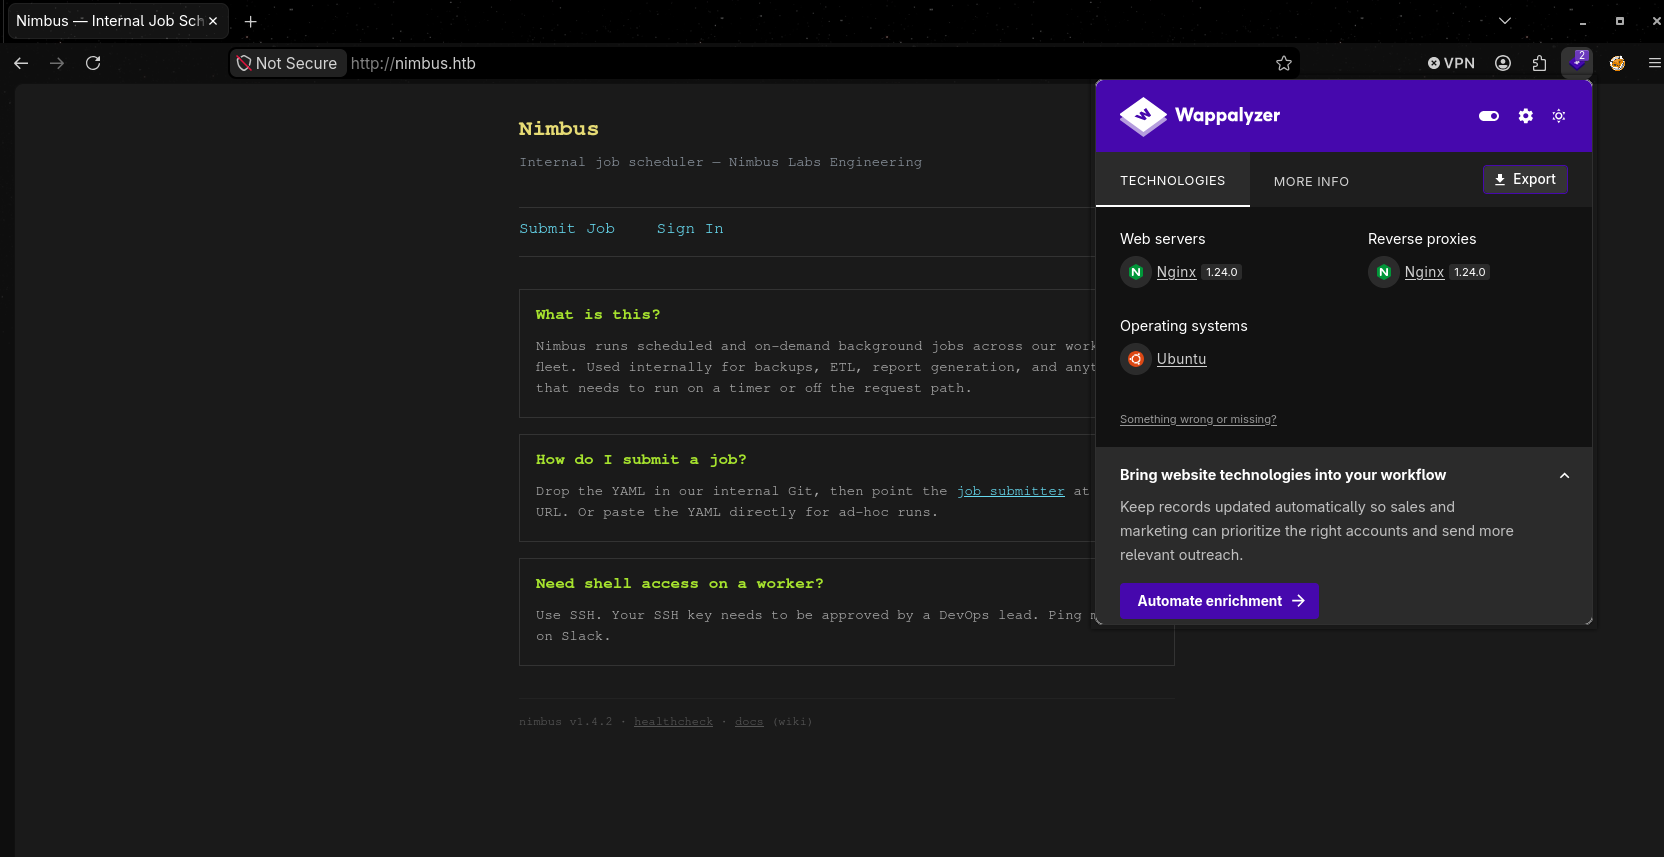 Nimbus — Internal Job Sch
Not Secure
http://nimbus.htb
VPN
2
Nimbus
Internal job scheduler — Nimbus Labs Engineering
Submit Job
Sign In
What is this?
Nimbus runs scheduled and on-demand background jobs across our work
fleet. Used internally for backups, ETL, report generation, and anyt
that needs to run on a timer or off the request path.
How do I submit a job?
Drop the YAML in our internal Git, then point the job submitter at
URL. Or paste the YAML directly for ad-hoc runs.
Need shell access on a worker?
Use SSH. Your SSH key needs to be approved by a DevOps lead. Ping
on Slack.
nimbus v1.4.2 · healthcheck · docs (wiki)
Wappalyzer
TECHNOLOGIES
MORE INFO
Export
Web servers
Nginx 1.24.0
Reverse proxies
Nginx 1.24.0
Operating systems
Ubuntu
Something wrong or missing?
Bring website technologies into your workflow
Keep records updated automatically so sales and
marketing can prioritize the right accounts and send more
relevant outreach.
Automate enrichment